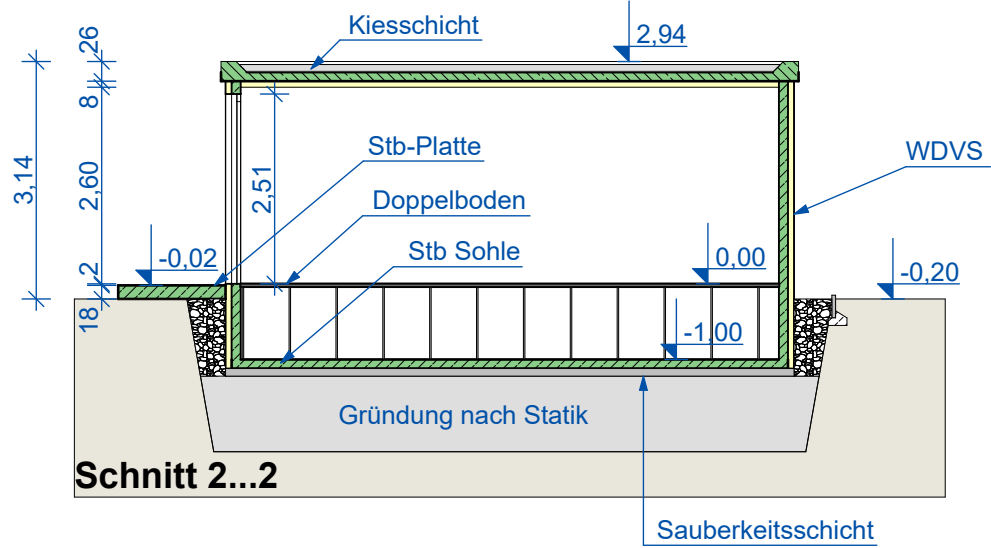 Kiesschicht
2,94
26
8
3,14
2,60
2,51
Stb-Platte
WDVS
Doppelboden
Stb Sohle
-0,02
0,00
-0,20
2
18
-1,00
Gründung nach Statik
Schnitt 2...2
Sauberkeitsschicht